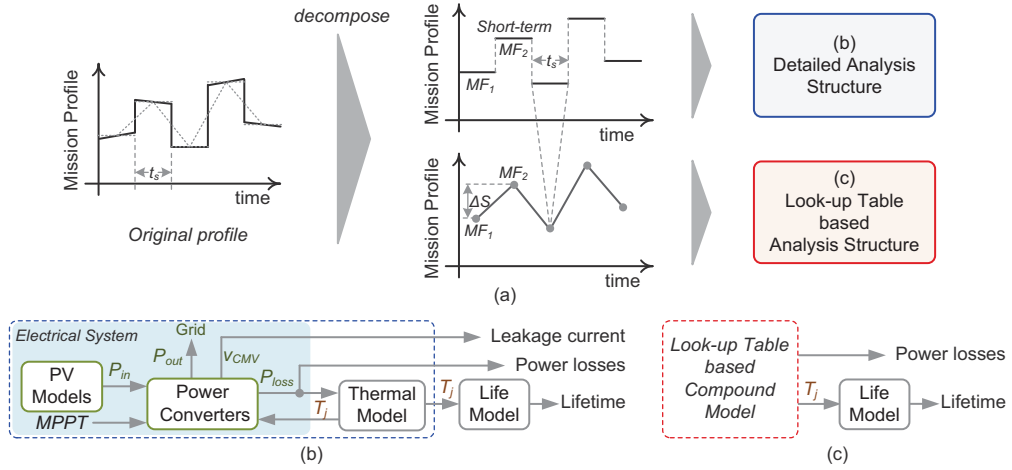 decompose
Mission Profile
t_s
time
Original profile
Mission Profile
Short-term
MF_1
MF_2
t_s
time
Mission Profile
MF_2
ΔS
MF_1
time
(b)
Detailed Analysis
Structure
(c)
Look-up Table
based
Analysis Structure
(a)
Electrical System
Grid
P_out
v_CMV
Leakage current
PV
Models
P_in
Power
Converters
P_loss
Power losses
MPPT
T_j
Thermal
Model
T_j
Life
Model
Lifetime
(b)
Look-up Table
based
Compound
Model
Power losses
T_j
Life
Model
Lifetime
(c)